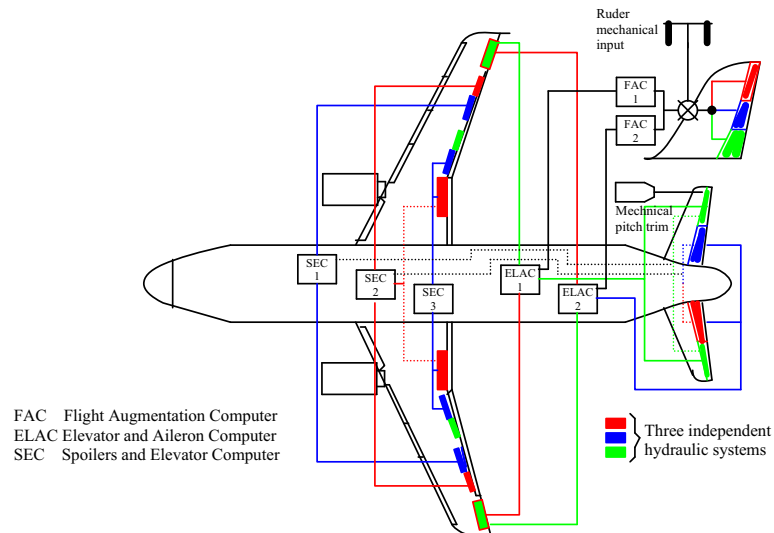 Ruder
mechanical
input
FAC
1
FAC
2
Mechnical
pitch trim
SEC
1
SEC
2
SEC
3
ELAC
1
ELAC
2
FAC Flight Augmentation Computer
ELAC Elevator and Aileron Computer
SEC Spoilers and Elevator Computer
Three independent
hydraulic systems